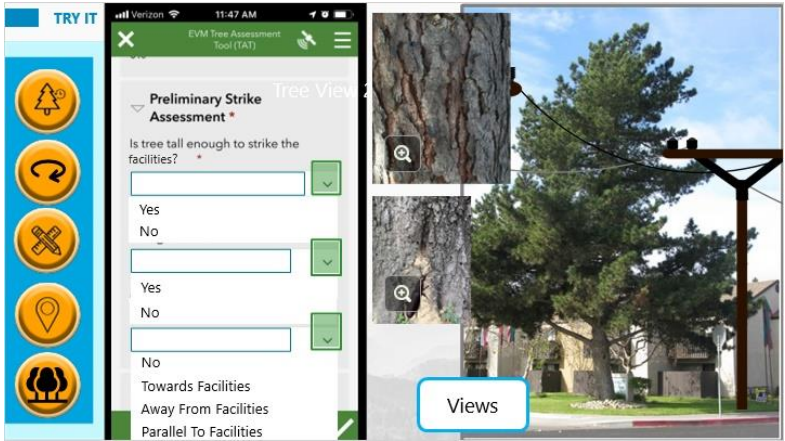 TRY IT
Verizon 11:47 AM
EVM Tree Assessment
Tool (TAT)
Tree View 2
Preliminary Strike
Assessment *
Is tree tall enough to strike the
facilities? *
Yes
No
Yes
No
No
Towards Facilities
Away From Facilities
Parallel To Facilities
Views